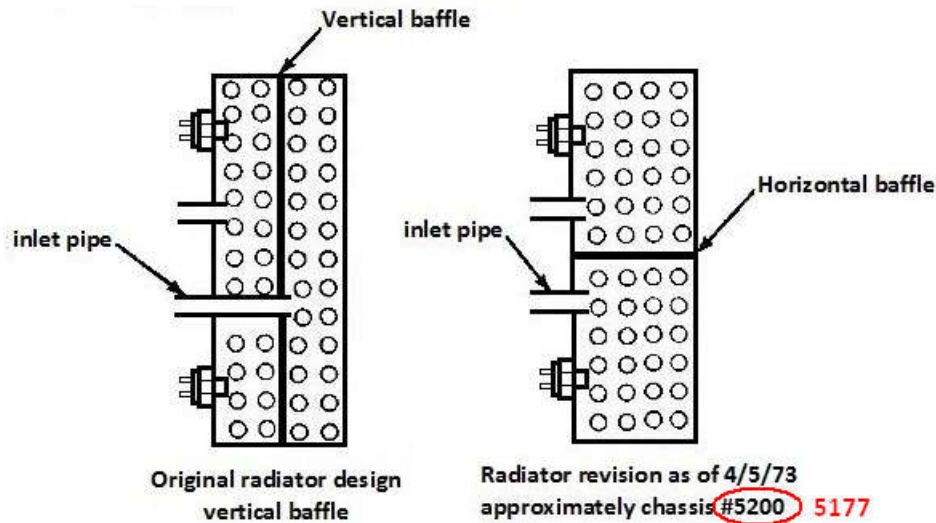 Vertical baffle
inlet pipe
Original radiator design
vertical baffle
Horizontal baffle
inlet pipe
Radiator revision as of 4/5/73
approximately chassis #5200 5177